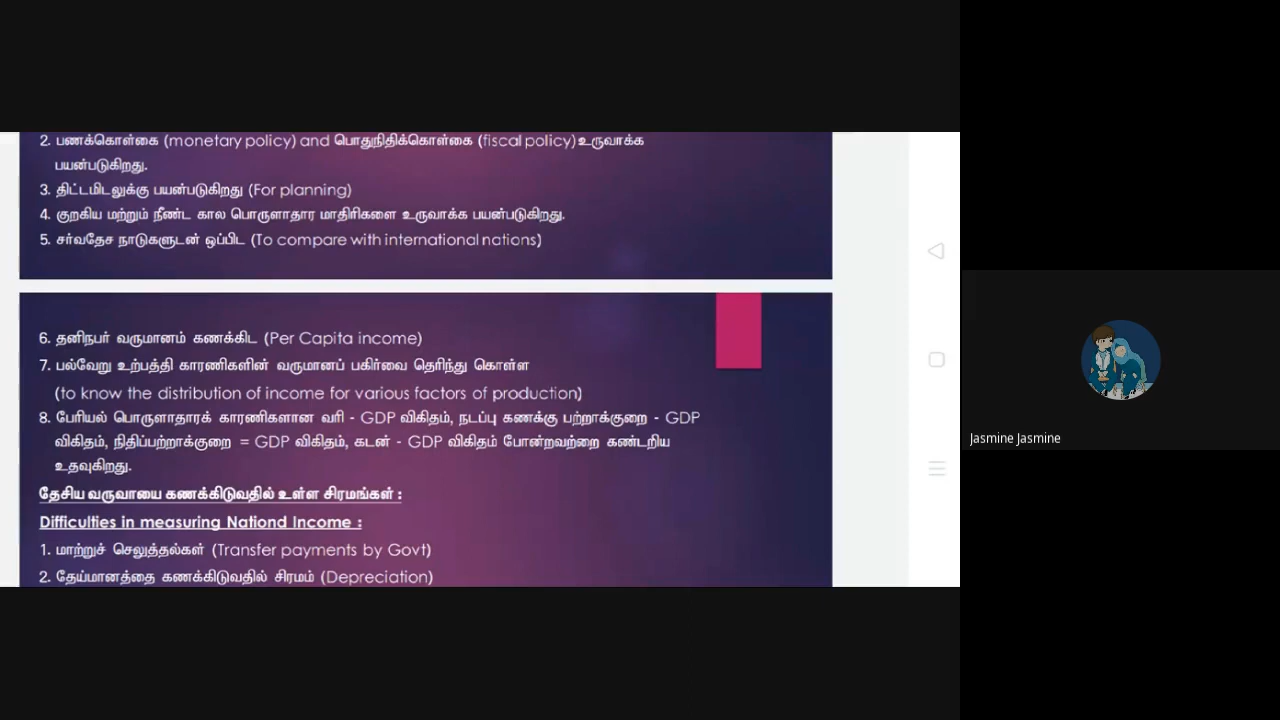 2. பணக்கொள்கை (monetary policy) and பொதுநிதிக்கொள்கை (fiscal policy)உருவாக்க
பயன்படுகிறது.
3. திட்டமிடலுக்கு பயன்படுகிறது (For planning)
4. குறகிய மற்றும் நீண்ட கால பொருளாதார மாதிரிகளை உருவாக்க பயன்படுகிறது.
5. சர்வதேச நாடுகளுடன் ஒப்பிட (To compare with international nations)
6. தனிநபர் வருமானம் கணக்கிட (Per Capita income)
7. பல்வேறு உற்பத்தி காரணிகளின் வருமானப் பகிர்வை தெரிந்து கொள்ள
(to know the distribution of income for various factors of production)
8. பேரியல் பொருளாதாரக் காரணிகளான வரி - GDP விகிதம், நடப்பு கணக்கு பற்றாக்குறை - GDP
விகிதம், நிதிப்பற்றாக்குறை = GDP விகிதம், கடன் - GDP விகிதம் போன்றவற்றை கண்டறிய
உதவுகிறது.
தேசிய வருவாயை கணக்கிடுவதில் உள்ள சிரமங்கள் :
Difficulties in measuring Nationd Income :
1. மாற்றுச் செலுத்தல்கள் (Transfer payments by Govt)
2. தேய்மானத்தை கணக்கிடுவதில் சிரமம் (Depreciation)
Jasmine Jasmine